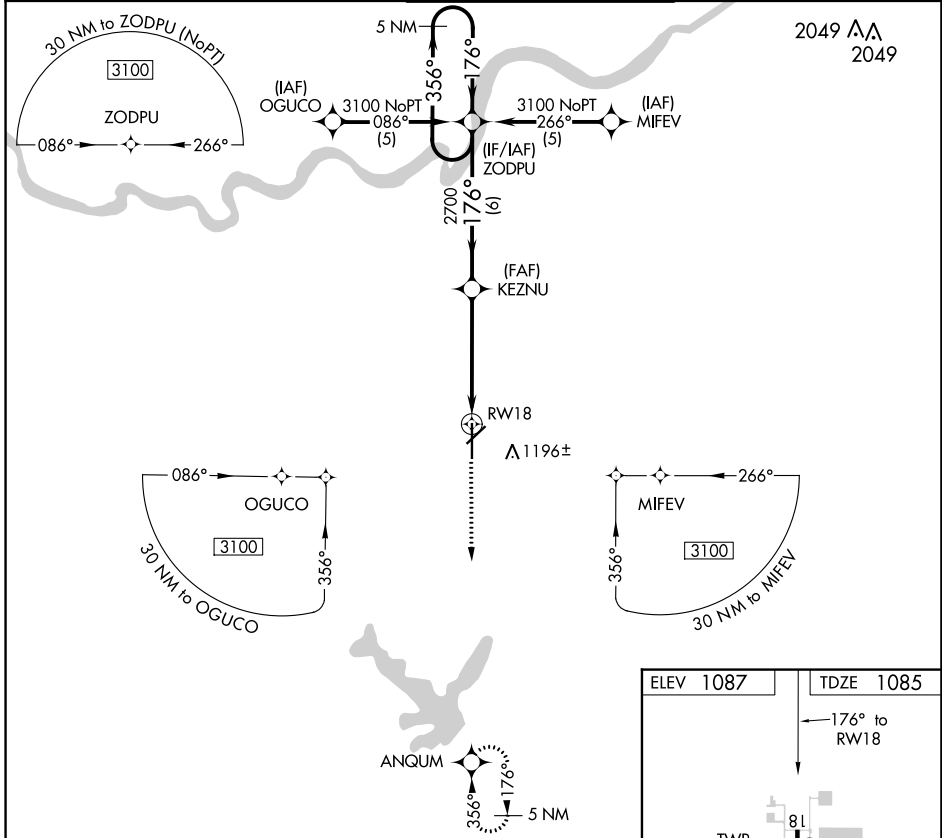 30 NM to ZODPU (NoPT)
3100
ZODPU
086°
266°
5 NM
356°
176°
2049
2049
(IAF)
OGUCO
3100 NoPT
086°
(5)
3100 NoPT
266°
(5)
(IAF)
MIFEV
(IF/IAF)
ZODPU
2700
176°
(6)
(FAF)
KEZNU
RW18
1196±
086°
OGUCO
3100
356°
30 NM to OGUCO
266°
MIFEV
3100
356°
30 NM to MIFEV
ANQUM
356°
176°
5 NM
ELEV 1087
TDZE 1085
176° to
RW18
18